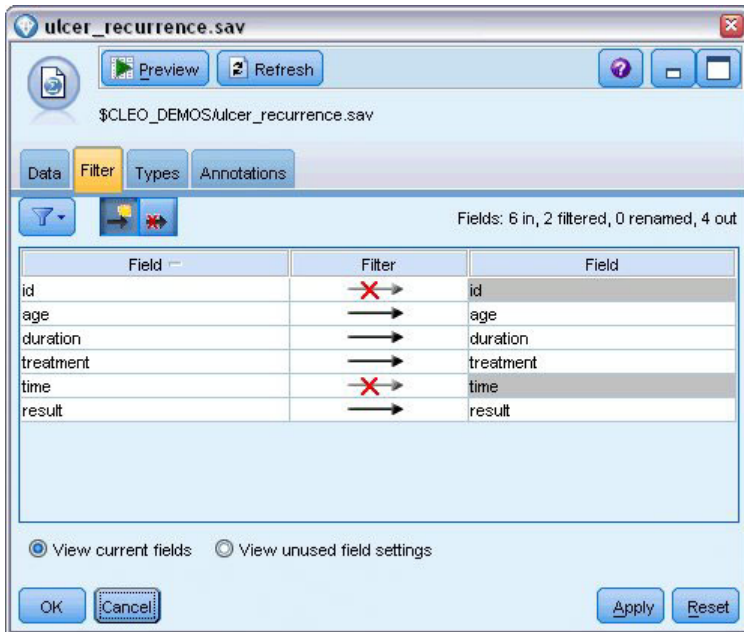 ulcer_recurrence.sav
Preview Refresh
$CLEO_DEMOS/ulcer_recurrence.sav
Data Filter Types Annotations
Fields: 6 in, 2 filtered, 0 renamed, 4 out
Field Filter Field
id id
age age
duration duration
treatment treatment
time time
result result
View current fields View unused field settings
OK Cancel Apply Reset